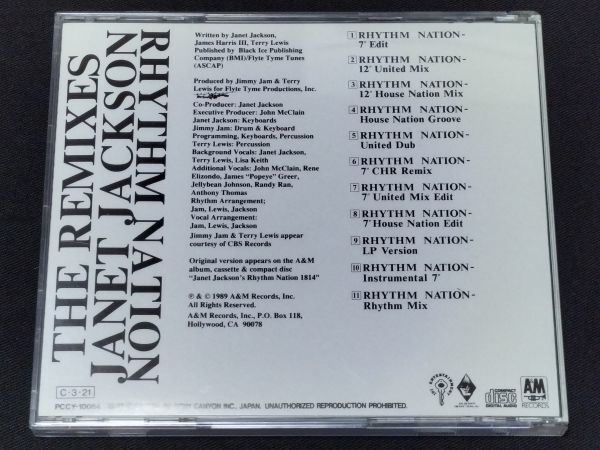 THE REMIXES
JANET JACKSON
RHYTHM NATION
Written by Janet Jackson,
James Harris III, Terry Lewis
Published by Black Ice Publishing
Company (BMI)/Flyte Tyme Tunes
(ASCAP)
Produced by Jimmy Jam & Terry
Lewis for Flyte Tyme Productions, Inc.
Co-Producer: Janet Jackson
Executive Producer: John McClain
Janet Jackson: Keyboards
Jimmy Jam: Drum & Keyboard
Programming, Keyboards, Percussion
Terry Lewis: Percussion
Background Vocals: Janet Jackson,
Terry Lewis, Lisa Keith
Additional Vocals: John McClain, Rene
Elizondo, James "Popeye" Greer,
Jellybean Johnson, Randy Ran,
Anthony Thomas
Rhythm Arrangement;
Jam, Lewis, Jackson
Vocal Arrangement:
Jam, Lewis, Jackson
Jimmy Jam & Terry Lewis appear
courtesy of CBS Records
Original version appears on the A&M
album, cassette & compact disc
"Janet Jackson's Rhythm Nation 1814"
℗ & © 1989 A&M Records, Inc.
All Rights Reserved.
A&M Records, Inc., P.O. Box 118,
Hollywood, CA 90078
1 RHYTHM NATION-
7" Edit
2 RHYTHM NATION-
12" United Mix
3 RHYTHM NATION-
12" House Nation Mix
4 RHYTHM NATION-
House Nation Groove
5 RHYTHM NATION-
United Dub
6 RHYTHM NATION-
7" CHR Remix
7 RHYTHM NATION-
7" United Mix Edit
8 RHYTHM NATION-
7" House Nation Edit
9 RHYTHM NATION-
LP Version
10 RHYTHM NATION-
Instrumental 7"
11 RHYTHM NATION-
Rhythm Mix
C-3-21
PCCY-10064
CANYON INC., JAPAN. UNAUTHORIZED REPRODUCTION PROHIBITED.
ENTERTAINMENT
COMPACT
disc
DIGITAL AUDIO
A&M
RECORDS